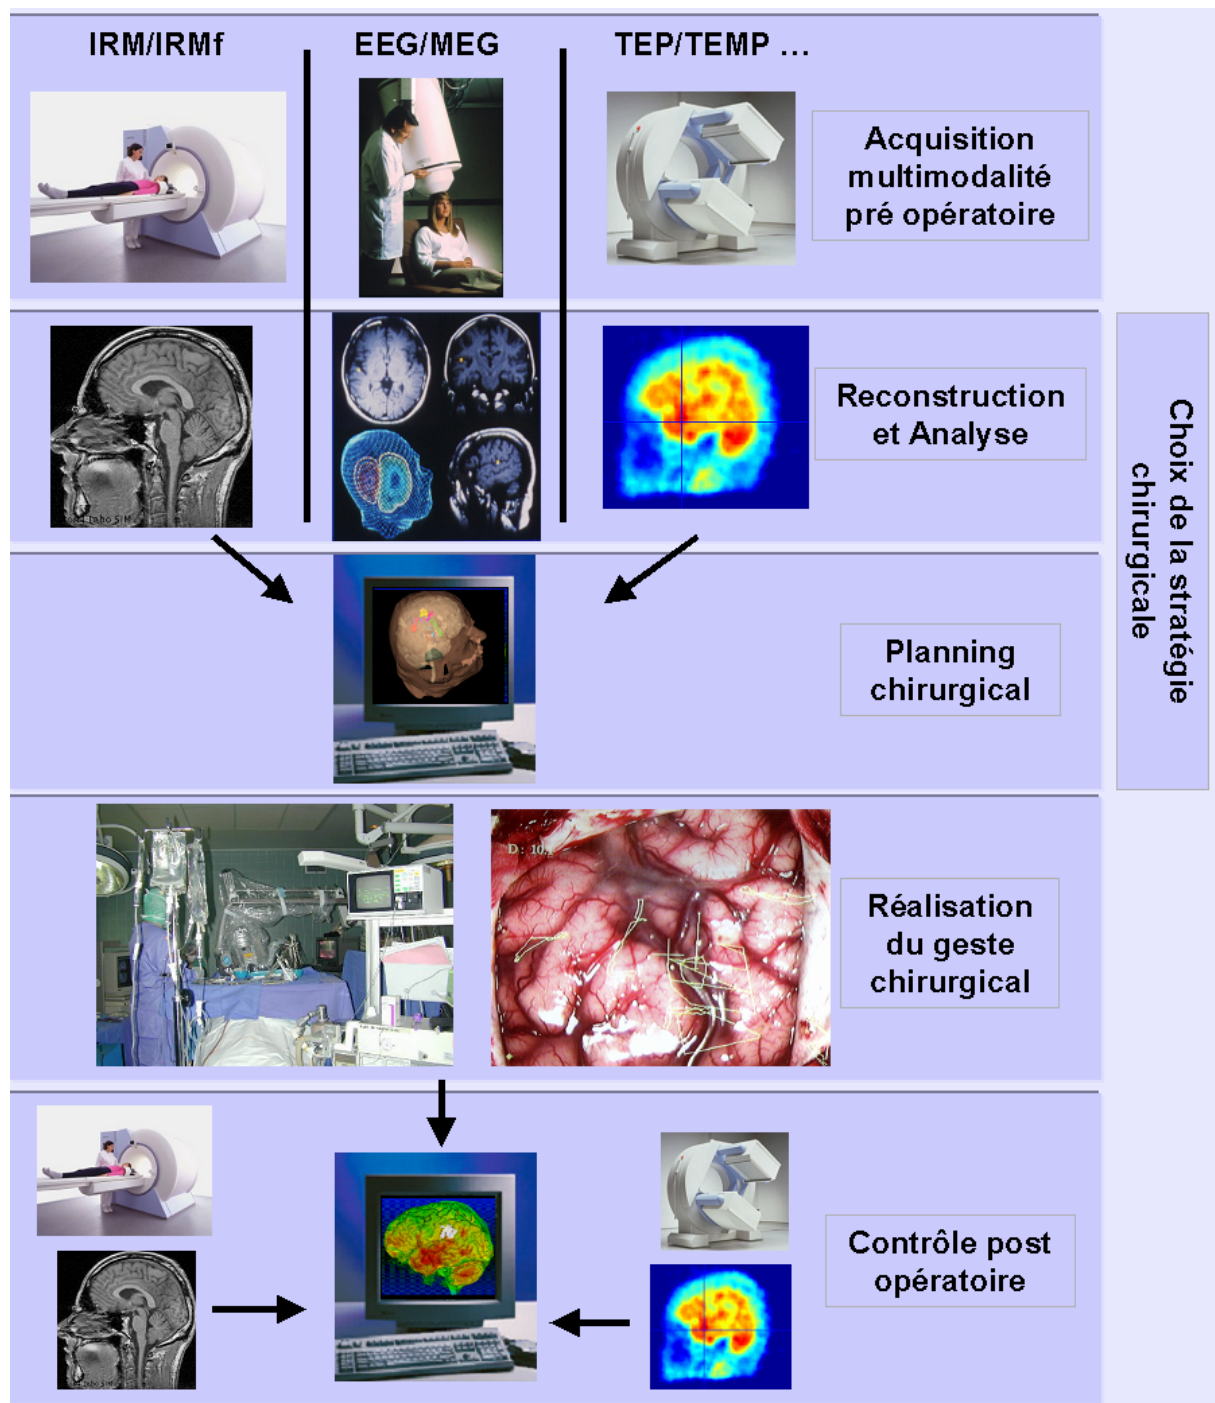 IRM/IRMf
EEG/MEG
TEP/TEMP ...
Acquisition
multimodalité
pré opératoire
Reconstruction
et Analyse
Choix de la stratégie
chirurgicale
Planning
chirurgical
D: 10.
Réalisation
du geste
chirurgical
Contrôle post
opératoire